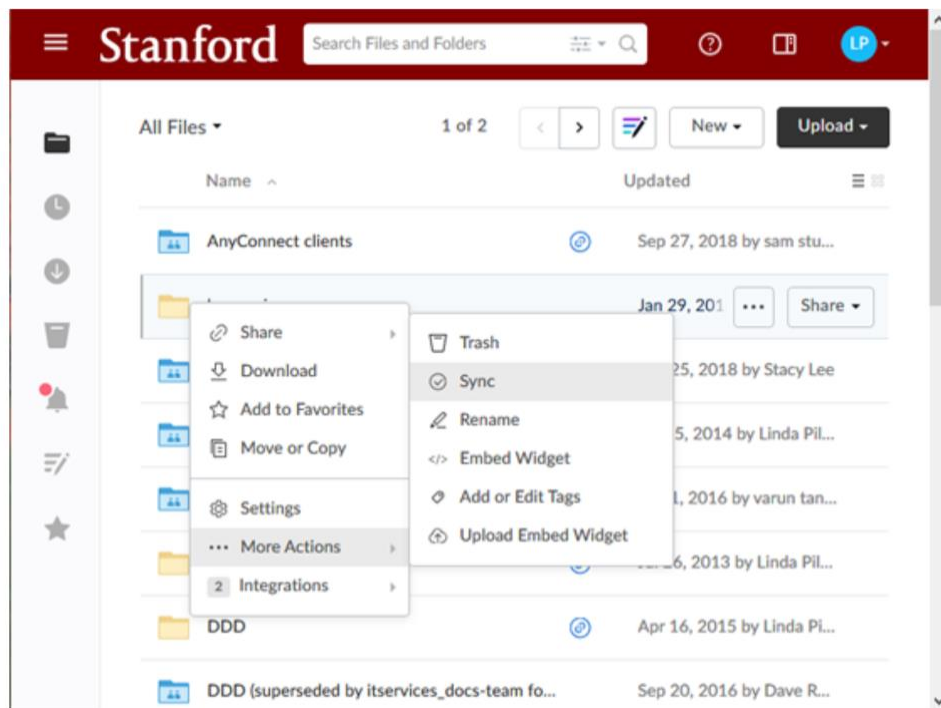 Stanford
Search Files and Folders
LP
All Files
1 of 2
New
Upload
Name
Updated
AnyConnect clients
Sep 27, 2018 by sam stu...
Jan 29, 201
Share
Share
Download
Add to Favorites
Move or Copy
Settings
More Actions
2 Integrations
Trash
Sync
Rename
Embed Widget
Add or Edit Tags
Upload Embed Widget
25, 2018 by Stacy Lee
5, 2014 by Linda Pil...
1, 2016 by varun tan...
26, 2013 by Linda Pil...
DDD
Apr 16, 2015 by Linda Pi...
DDD (superseded by itservices_docs-team fo...
Sep 20, 2016 by Dave R...